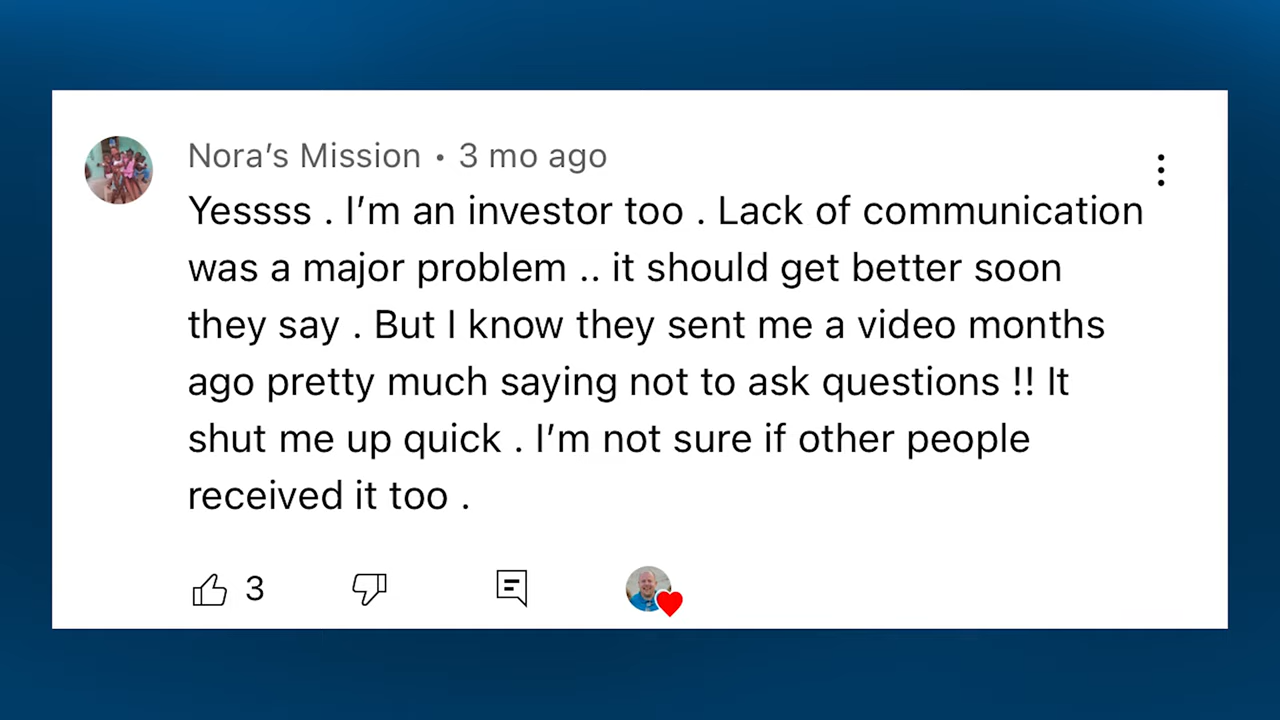 Nora’s Mission • 3 mo ago
Yessss . I’m an investor too . Lack of communication
was a major problem .. it should get better soon
they say . But I know they sent me a video months
ago pretty much saying not to ask questions !! It
shut me up quick . I’m not sure if other people
received it too .
3